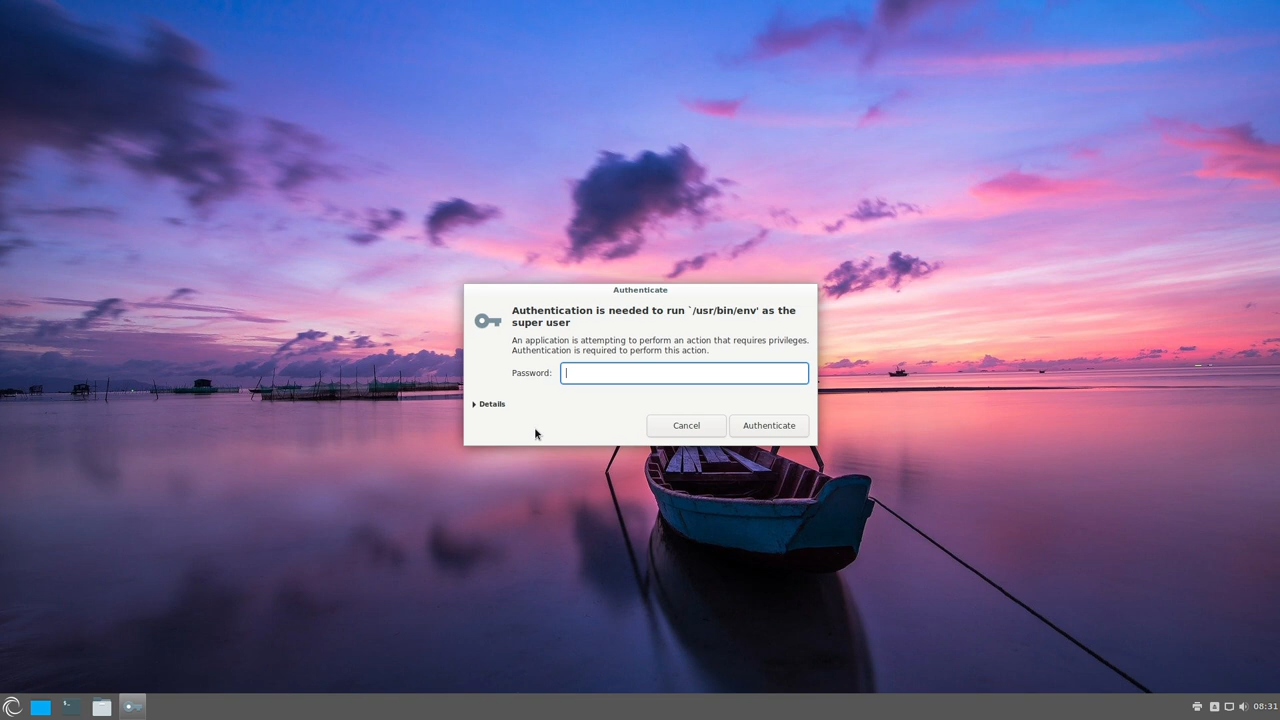 Authenticate
Authentication is needed to run `/usr/bin/env' as the
super user
An application is attempting to perform an action that requires privileges.
Authentication is required to perform this action.
Password:
Details
Cancel
Authenticate
08:31